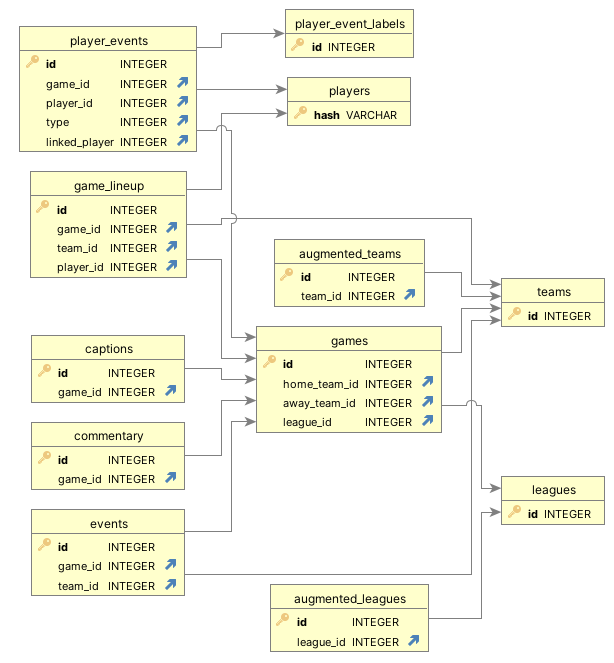 player_events
id INTEGER
game_id INTEGER
player_id INTEGER
type INTEGER
linked_player INTEGER
player_event_labels
id INTEGER
players
hash VARCHAR
game_lineup
id INTEGER
game_id INTEGER
team_id INTEGER
player_id INTEGER
augmented_teams
id INTEGER
team_id INTEGER
teams
id INTEGER
captions
id INTEGER
game_id INTEGER
games
id INTEGER
home_team_id INTEGER
away_team_id INTEGER
league_id INTEGER
commentary
id INTEGER
game_id INTEGER
leagues
id INTEGER
events
id INTEGER
game_id INTEGER
team_id INTEGER
augmented_leagues
id INTEGER
league_id INTEGER